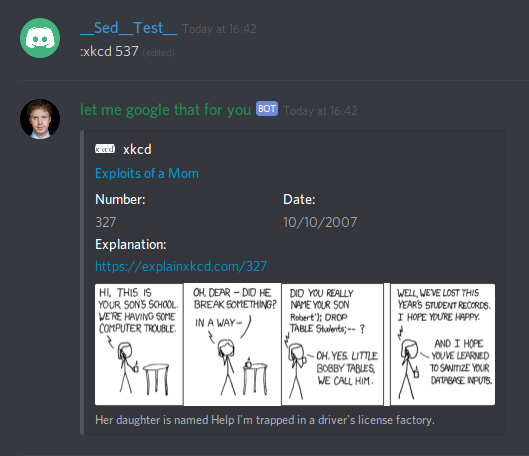 __Sed__Test__ Today at 16:42
:xkcd 537 (edited)
let me google that for you BOT Today at 16:42
xkcd
Exploits of a Mom
Number: Date:
327 10/10/2007
Explanation:
https://explainxkcd.com/327
HI, THIS IS
YOUR SON'S SCHOOL.
WE'RE HAVING SOME
COMPUTER TROUBLE.
OH, DEAR – DID HE
BREAK SOMETHING?
IN A WAY–
DID YOU REALLY
NAME YOUR SON
Robert'); DROP
TABLE Students;-- ?
OH. YES. LITTLE
BOBBY TABLES,
WE CALL HIM.
WELL, WE'VE LOST THIS
YEAR'S STUDENT RECORDS.
I HOPE YOU'RE HAPPY.
AND I HOPE
YOU'VE LEARNED
TO SANITIZE YOUR
DATABASE INPUTS.
Her daughter is named Help I'm trapped in a driver's license factory.